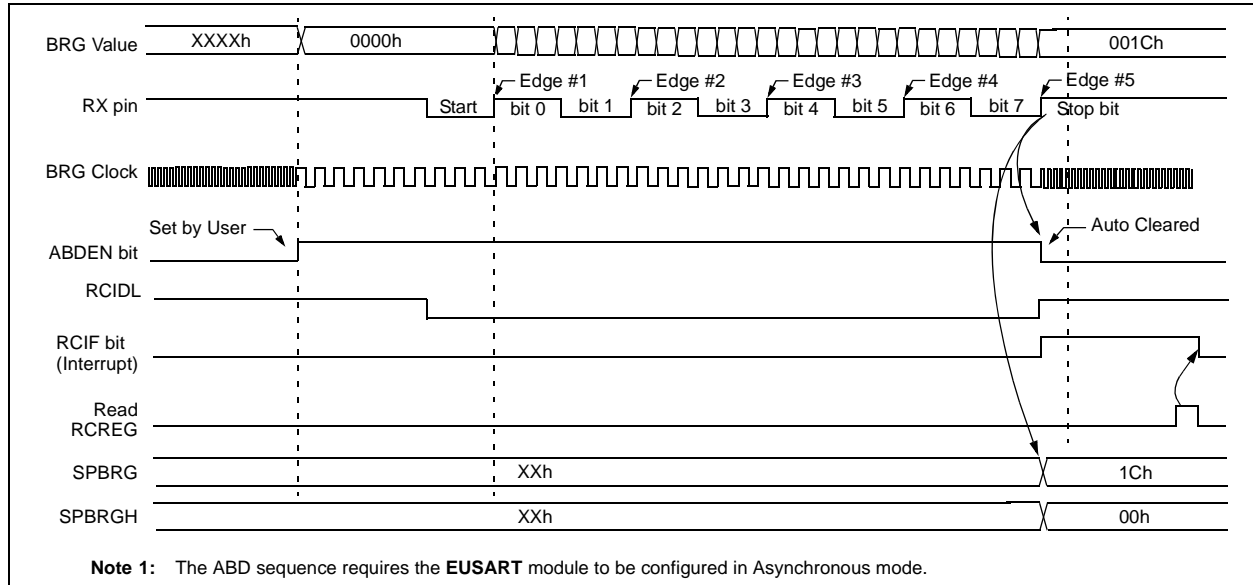 BRG Value XXXXh 0000h 001Ch
Edge #1 Edge #2 Edge #3 Edge #4 Edge #5
RX pin Start bit 0 bit 1 bit 2 bit 3 bit 4 bit 5 bit 6 bit 7 Stop bit
BRG Clock
Set by User Auto Cleared
ABDEN bit
RCIDL
RCIF bit
(Interrupt)
Read
RCREG
SPBRG XXh 1Ch
SPBRGH XXh 00h
Note 1: The ABD sequence requires the EUSART module to be configured in Asynchronous mode.